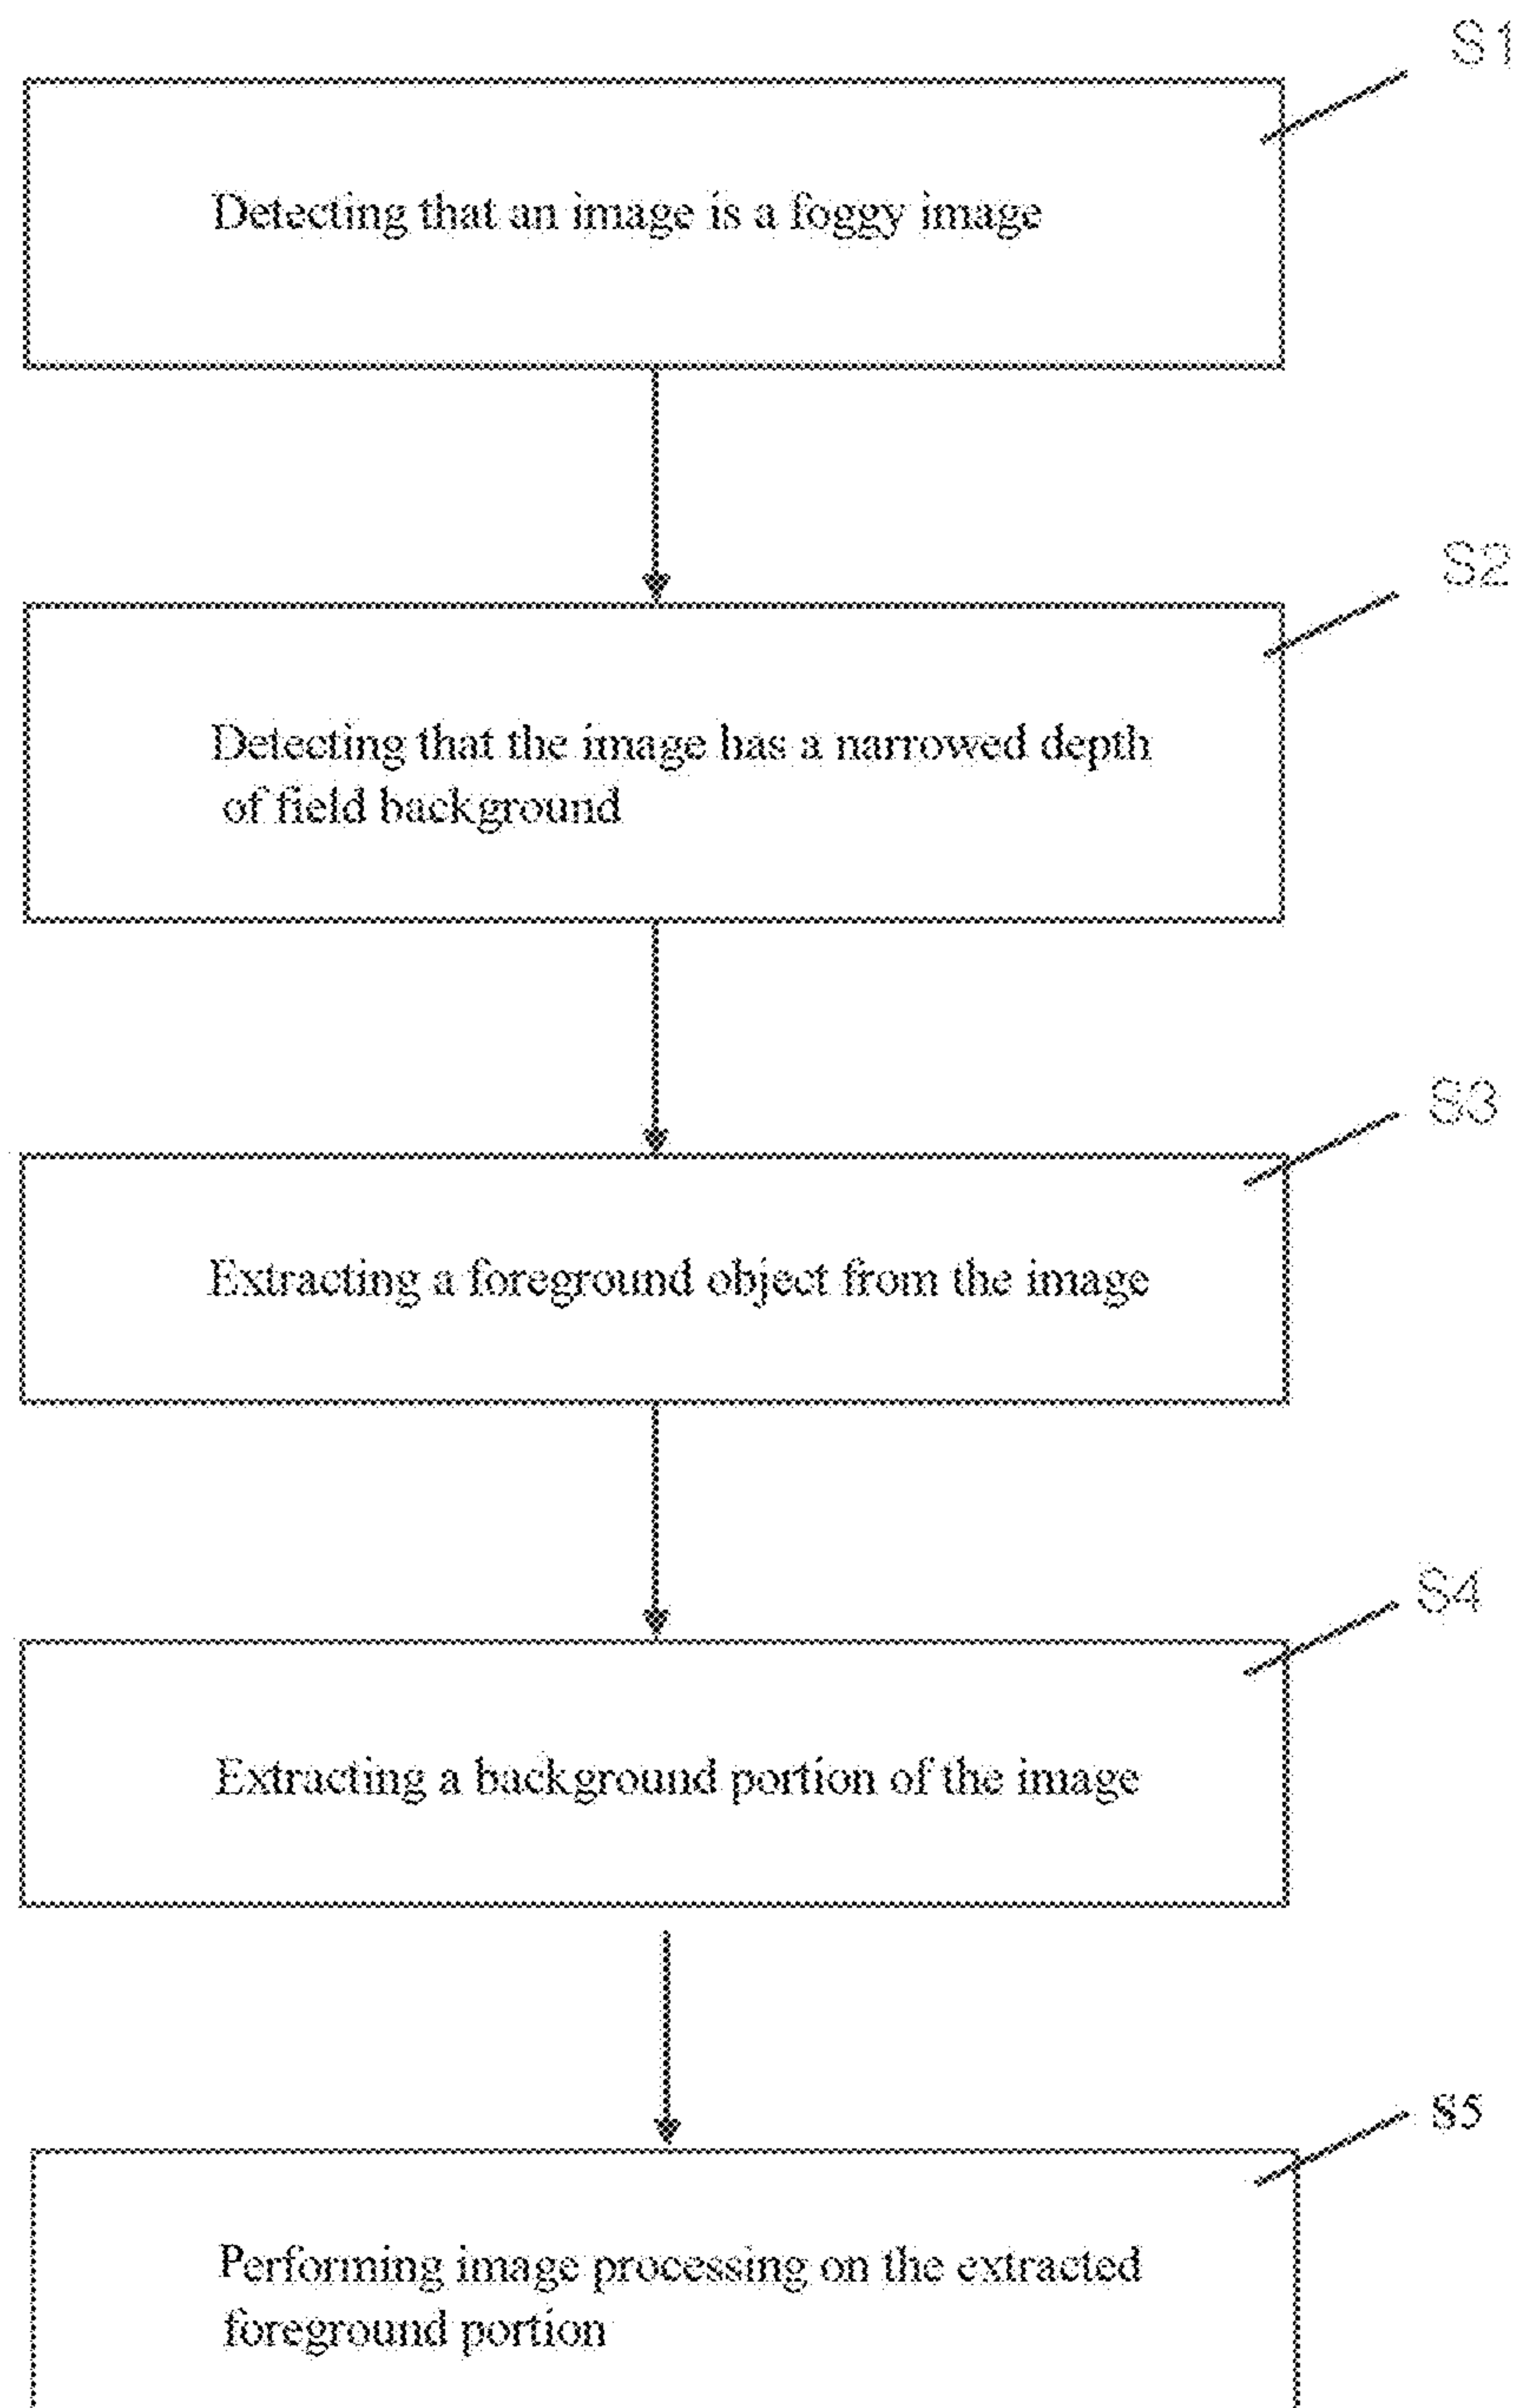 S1
Detecting that an image is a foggy image
S2
Detecting that the image has a narrowed depth
of field background
S3
Extracting a foreground object from the image
S4
Extracting a background portion of the image
S5
Performing image processing on the extracted
foreground portion